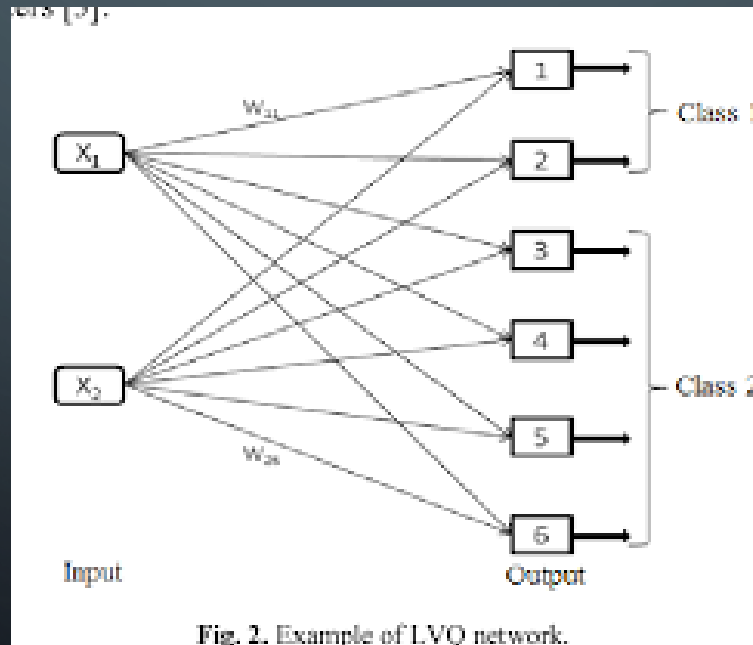 1
W₁₁
Class 1
X₁
2
3
4
X₂
Class 2
5
W₂₆
6
Input
Output
Fig. 2. Example of LVQ network.